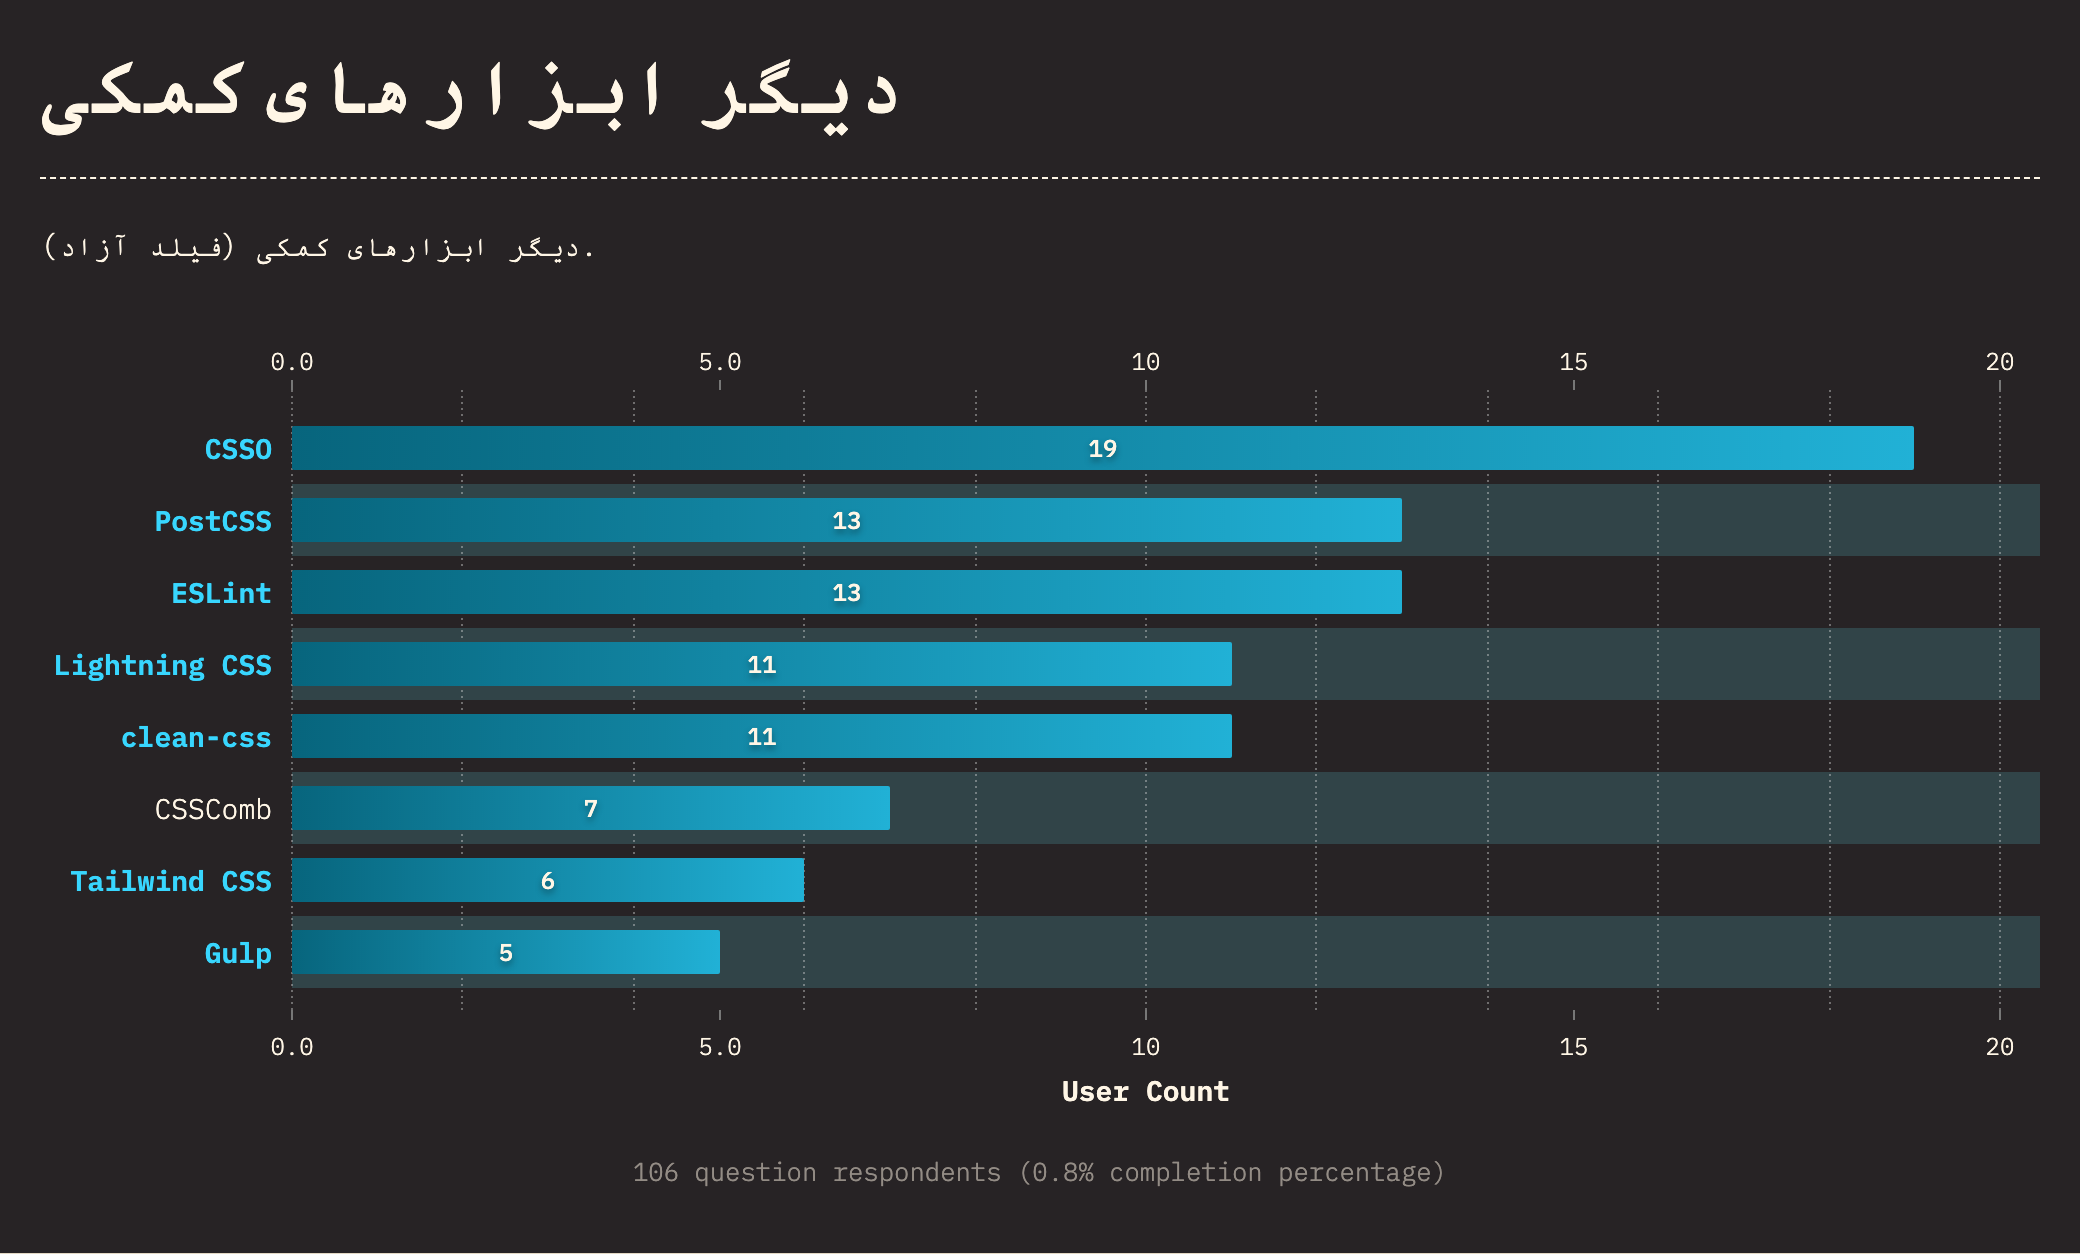 دیگر ابزارهای کمکی
دیگر ابزارهای کمکی (فیلد آزاد).
0.0 5.0 10 15 20
CSSO 19
PostCSS 13
ESLint 13
Lightning CSS 11
clean-css 11
CSSComb 7
Tailwind CSS 6
Gulp 5
0.0 5.0 10 15 20
User Count
106 question respondents (0.8% completion percentage)